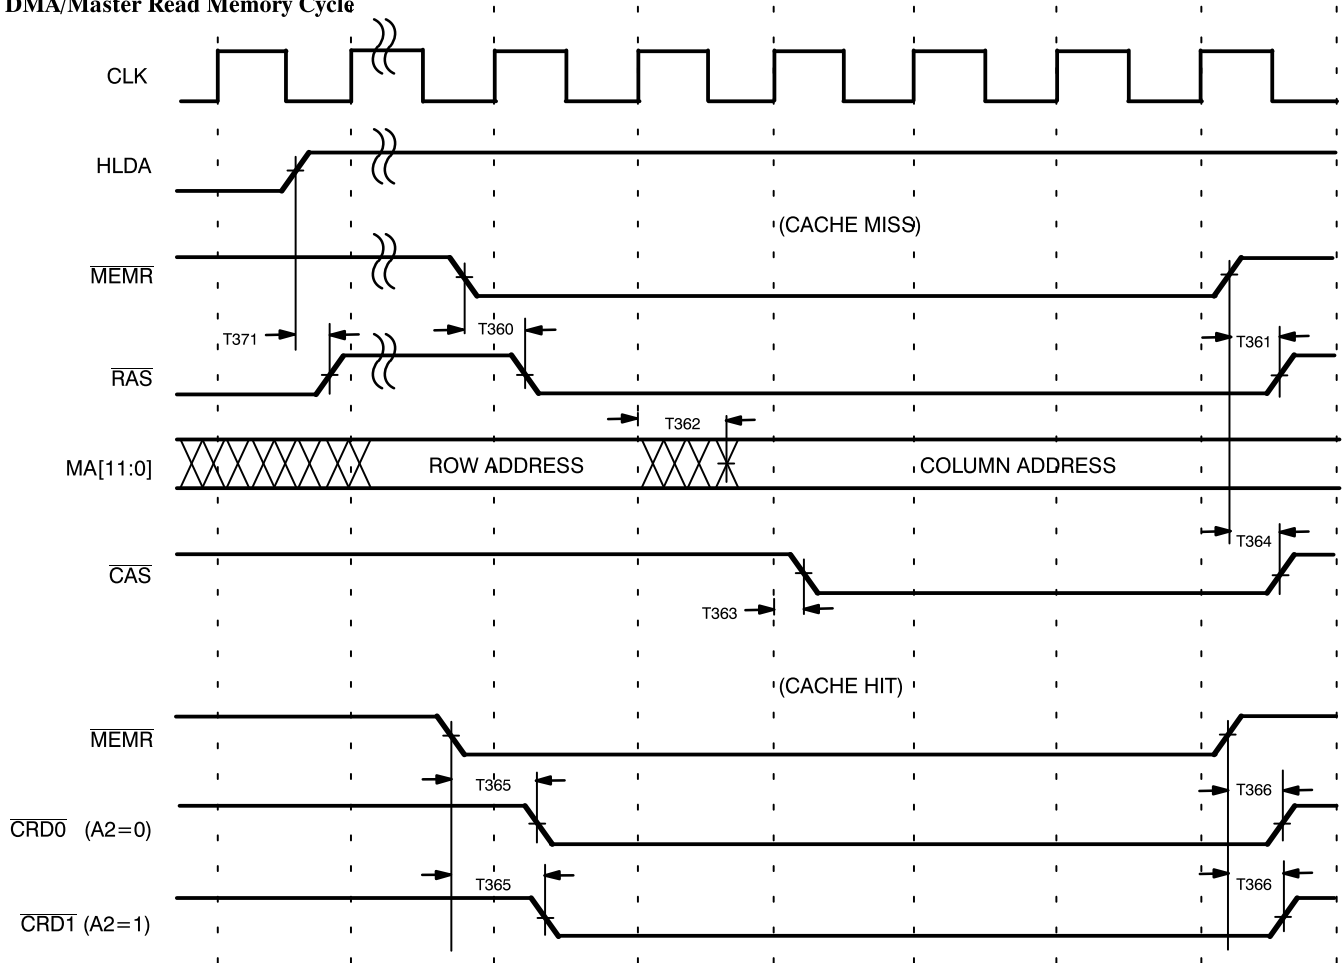 DMA/Master Read Memory Cycle
CLK
HLDA
(CACHE MISS)
MEMR
T371
T360
T361
RAS
T362
MA[11:0]
ROW ADDRESS
COLUMN ADDRESS
T364
CAS
T363
(CACHE HIT)
MEMR
T365
T366
CRD0 (A2=0)
T365
T366
CRD1 (A2=1)